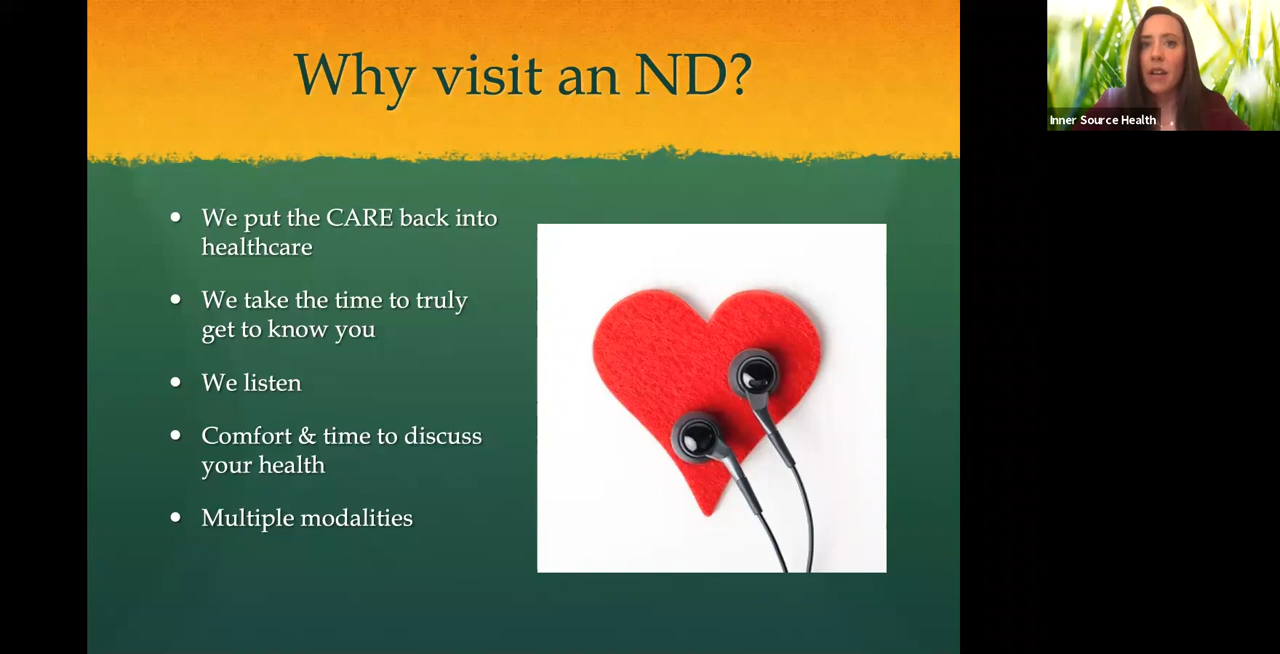 Why visit an ND?
• We put the CARE back into
healthcare
• We take the time to truly
get to know you
• We listen
• Comfort & time to discuss
your health
• Multiple modalities
Inner Source Health